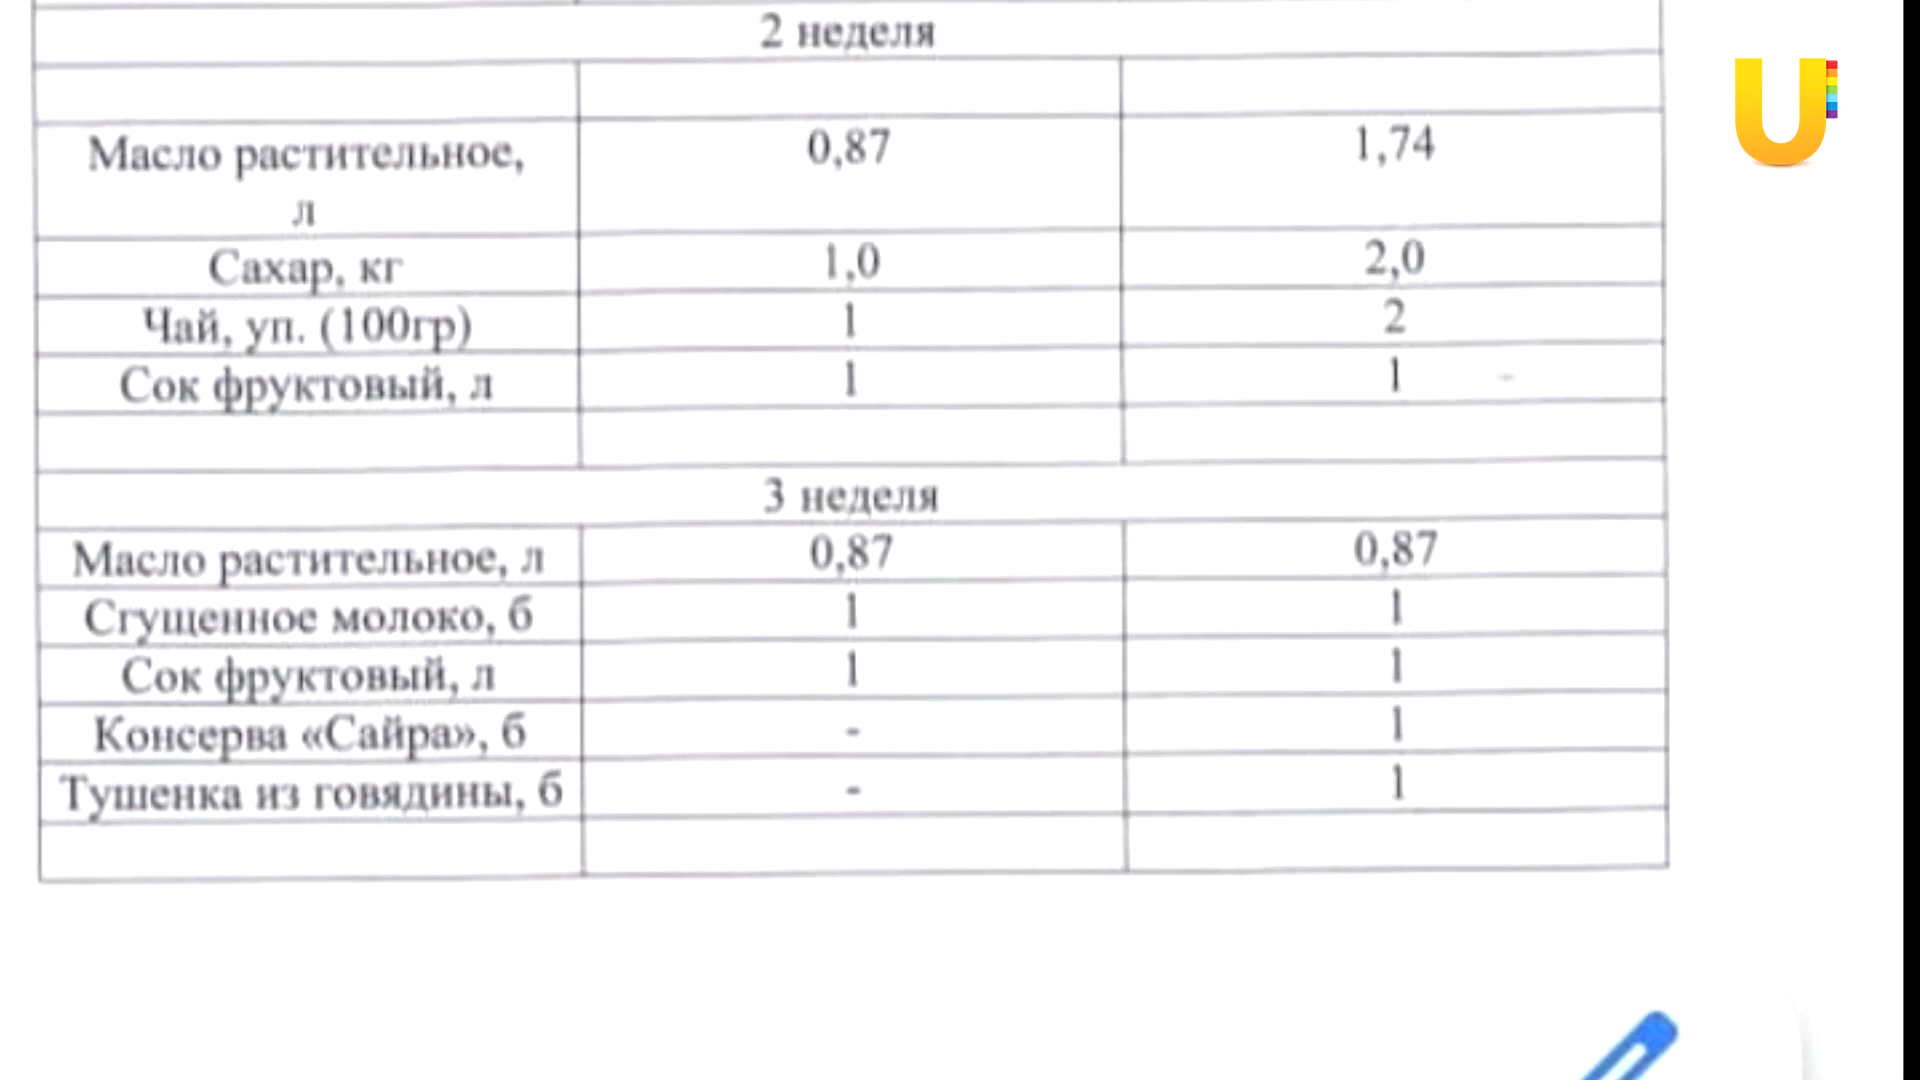 2 неделя
Масло растительное, 0,87 1,74
л
Сахар, кг 1,0 2,0
Чай, уп. (100гр) 1 2
Сок фруктовый, л 1 1
3 неделя
Масло растительное, л 0,87 0,87
Сгущенное молоко, б 1 1
Сок фруктовый, л 1 1
Консерва «Сайра», б - 1
Тушенка из говядины, б - 1
U